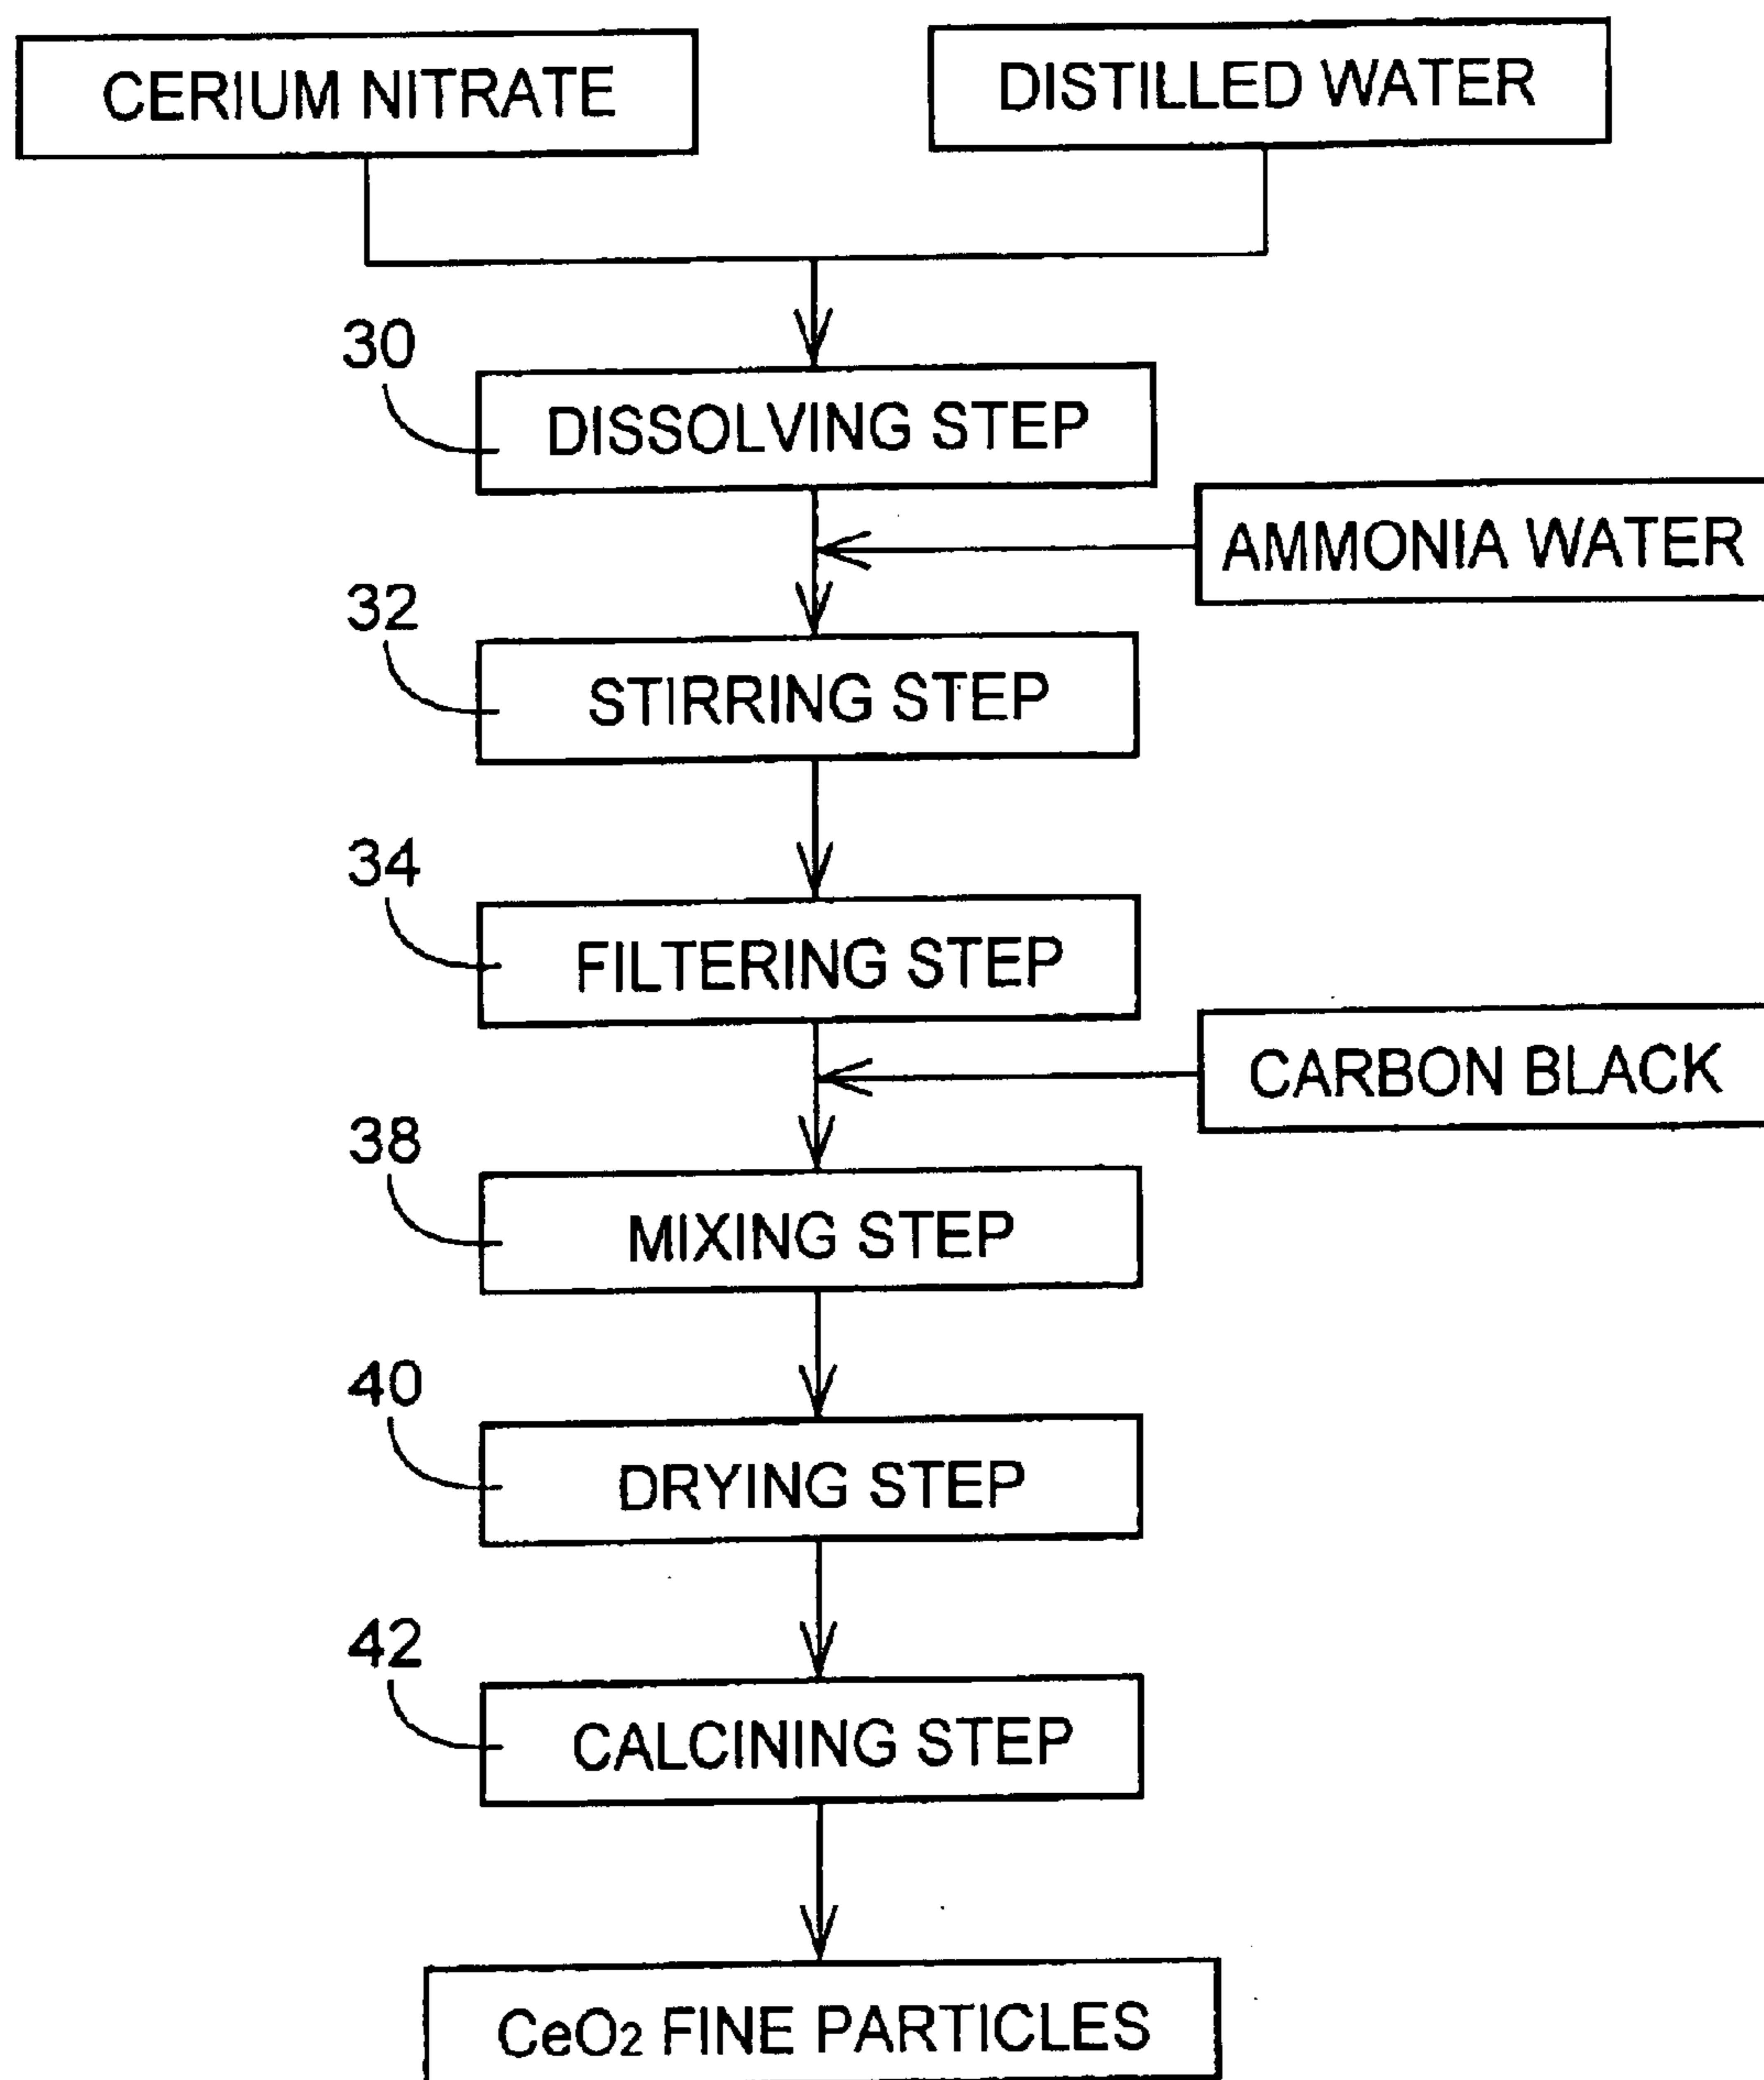 CERIUM NITRATE
DISTILLED WATER
30
DISSOLVING STEP
AMMONIA WATER
32
STIRRING STEP
34
FILTERING STEP
CARBON BLACK
38
MIXING STEP
40
DRYING STEP
42
CALCINING STEP
CeO₂ FINE PARTICLES